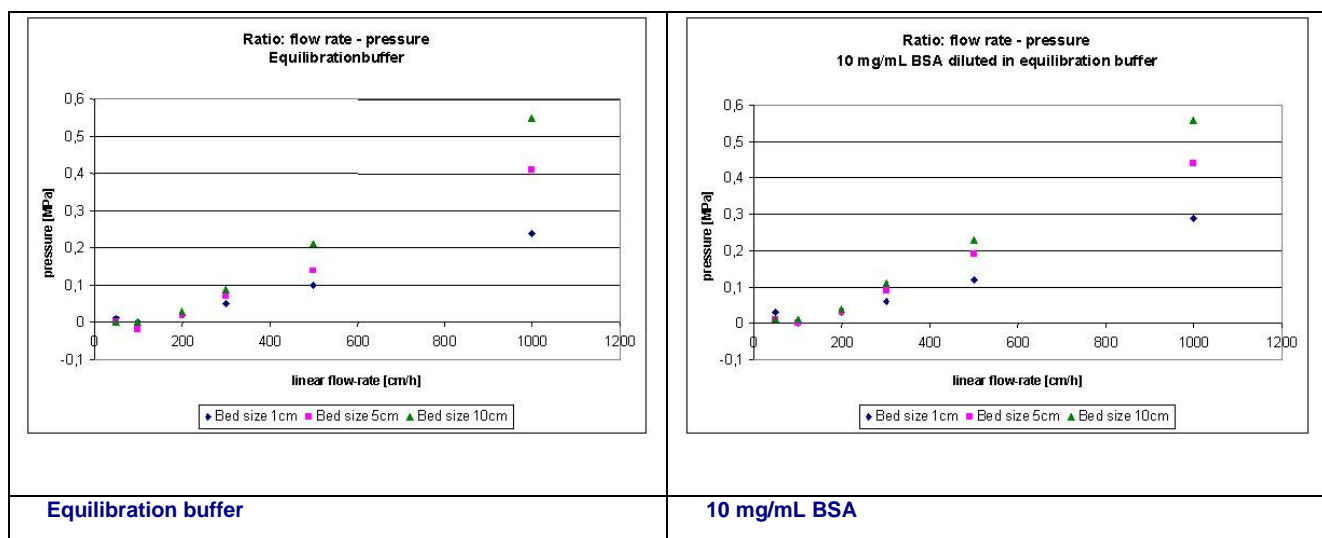 Ratio: flow rate - pressure
Equilibrationbuffer
0,6
0,5
0,4
0,3
0,2
0,1
0
-0,1
pressure [MPa]
0 200 400 600 800 1000 1200
linear flow-rate [cm/h]
Bed size 1cm Bed size 5cm Bed size 10cm
Equilibration buffer
Ratio: flow rate - pressure
10 mg/mL BSA diluted in equilibration buffer
0,6
0,5
0,4
0,3
0,2
0,1
0
-0,1
pressure [MPa]
0 200 400 600 800 1000 1200
linear flow-rate [cm/h]
Bed size 1cm Bed size 5cm Bed size 10cm
10 mg/mL BSA